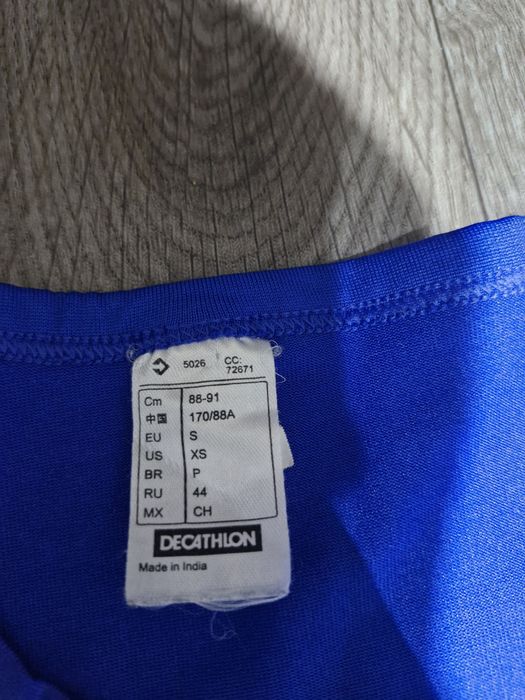 5026 CC:
72671
Cm 88-91
中国 170/88A
EU S
US XS
BR P
RU 44
MX CH
DECATHLON
Made in India